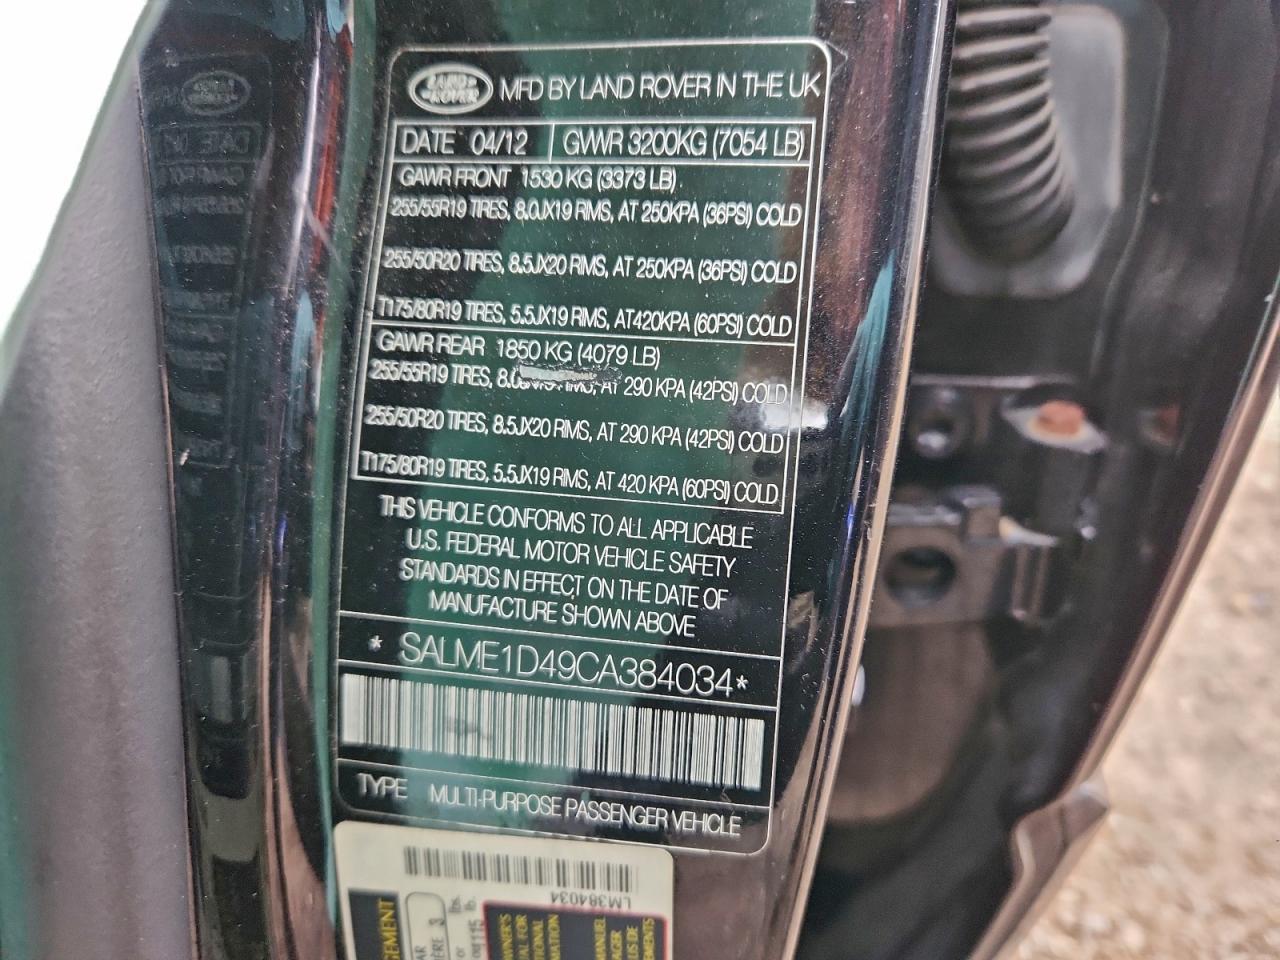 LAND ROVER MFD BY LAND ROVER IN THE UK
DATE 04/12 GVWR 3200KG (7054 LB)
GAWR FRONT 1530 KG (3373 LB)
255/55R19 TIRES, 8.0JX19 RIMS, AT 250KPA (36PSI) COLD
255/50R20 TIRES, 8.5JX20 RIMS, AT 250KPA (36PSI) COLD
T175/80R19 TIRES, 5.5JX19 RIMS, AT 420KPA (60PSI) COLD
GAWR REAR 1850 KG (4079 LB)
255/55R19 TIRES, RIMS, AT 290 KPA (42PSI) COLD
255/50R20 TIRES, 8.5JX20 RIMS, AT 290 KPA (42PSI) COLD
T175/80R19 TIRES, 5.5JX19 RIMS, AT 420 KPA (60PSI) COLD
THIS VEHICLE CONFORMS TO ALL APPLICABLE
U.S. FEDERAL MOTOR VEHICLE SAFETY
STANDARDS IN EFFECT ON THE DATE OF
MANUFACTURE SHOWN ABOVE
* SALME1D49CA384034 *
TYPE MULTI-PURPOSE PASSENGER VEHICLE
LM384034